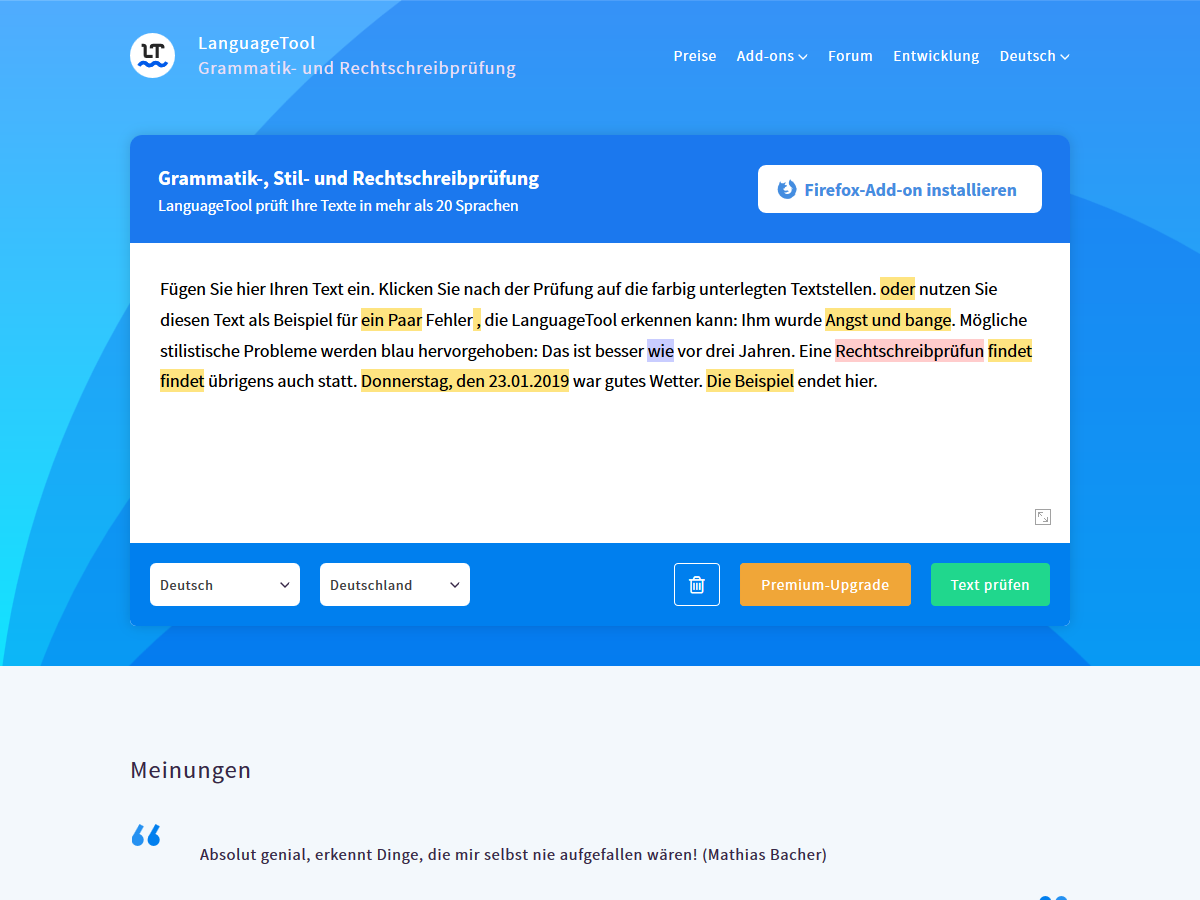 LT
LanguageTool
Grammatik- und Rechtschreibprüfung
Preise Add-ons Forum Entwicklung Deutsch
Grammatik-, Stil- und Rechtschreibprüfung
LanguageTool prüft Ihre Texte in mehr als 20 Sprachen
Firefox-Add-on installieren
Fügen Sie hier Ihren Text ein. Klicken Sie nach der Prüfung auf die farbig unterlegten Textstellen. oder nutzen Sie
diesen Text als Beispiel für ein Paar Fehler , die LanguageTool erkennen kann: Ihm wurde Angst und bange. Mögliche
stilistische Probleme werden blau hervorgehoben: Das ist besser wie vor drei Jahren. Eine Rechtschreibprüfun findet
findet übrigens auch statt. Donnerstag, den 23.01.2019 war gutes Wetter. Die Beispiel endet hier.
Deutsch Deutschland Premium-Upgrade Text prüfen
Meinungen
Absolut genial, erkennt Dinge, die mir selbst nie aufgefallen wären! (Mathias Bacher)